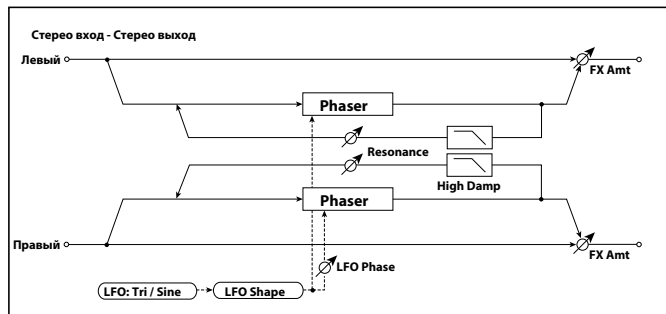 Стерео вход - Стерео выход
Левый
FX Amt
Phaser
Resonance
High Damp
Phaser
Правый
FX Amt
LFO Phase
LFO: Tri / Sine
LFO Shape